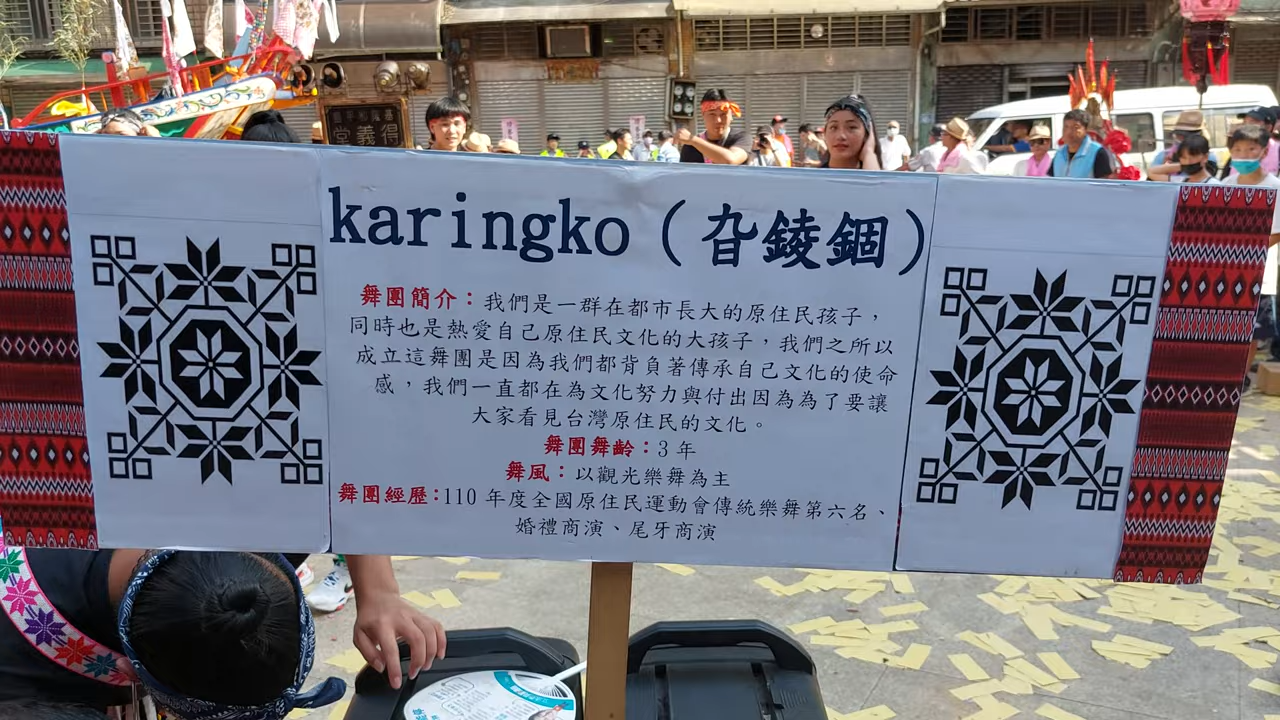 得義堂
karingko（旮錂錮）
舞團簡介：我們是一群在都市長大的原住民孩子，
同時也是熱愛自己原住民文化的大孩子，我們之所以
成立這舞團是因為我們都背負著傳承自己文化的使命
感，我們一直都在為文化努力與付出因為為了要讓
大家看見台灣原住民的文化。
舞團舞齡：3 年
舞風：以觀光樂舞為主
舞團經歷：110 年度全國原住民運動會傳統樂舞第六名、
婚禮商演、尾牙商演